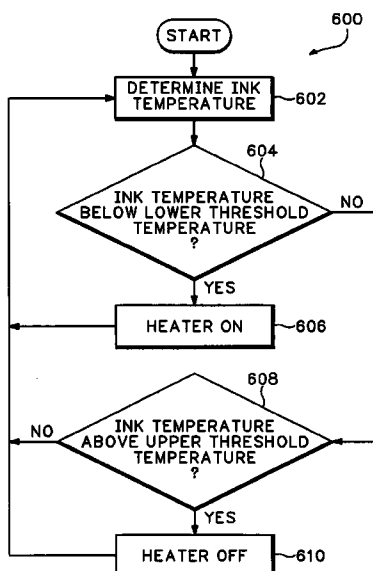 START
600
DETERMINE INK
TEMPERATURE
602
604
INK TEMPERATURE
BELOW LOWER THRESHOLD
TEMPERATURE
?
NO
YES
HEATER ON
606
608
INK TEMPERATURE
ABOVE UPPER THRESHOLD
TEMPERATURE
?
NO
YES
HEATER OFF
610